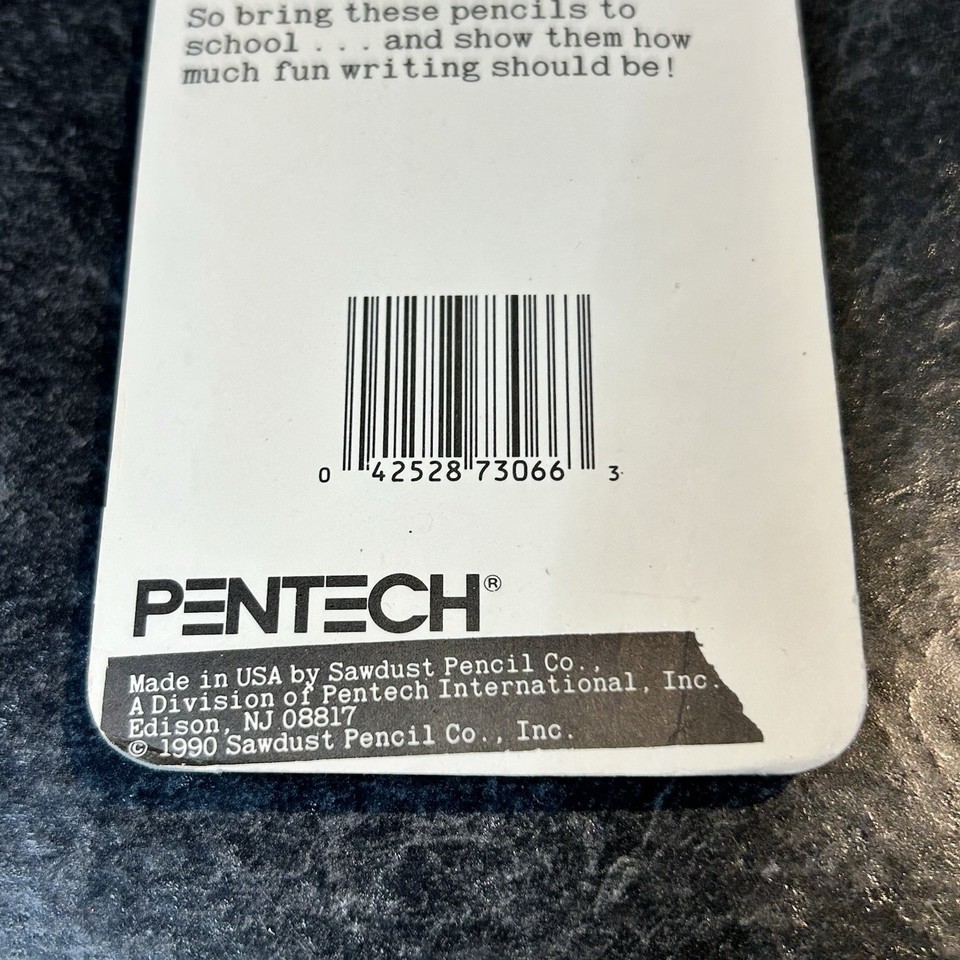 So bring these pencils to
school . . . and show them how
much fun writing should be!
0 42528 73066 3
PENTECH®
Made in USA by Sawdust Pencil Co.,
A Division of Pentech International, Inc.
Edison, NJ 08817
© 1990 Sawdust Pencil Co., Inc.